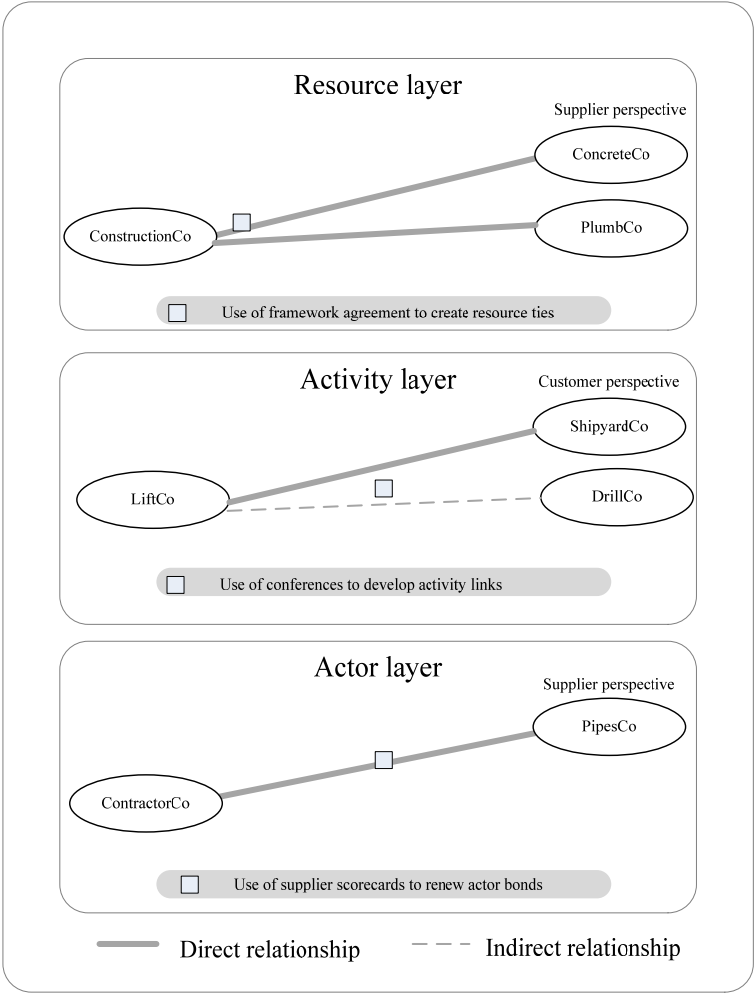 Resource layer
Supplier perspective
ConcreteCo
PlumbCo
ConstructionCo
Use of framework agreement to create resource ties
Activity layer
Customer perspective
ShipyardCo
LiftCo
DrillCo
Use of conferences to develop activity links
Actor layer
Supplier perspective
PipesCo
ContractorCo
Use of supplier scorecards to renew actor bonds
Direct relationship
Indirect relationship